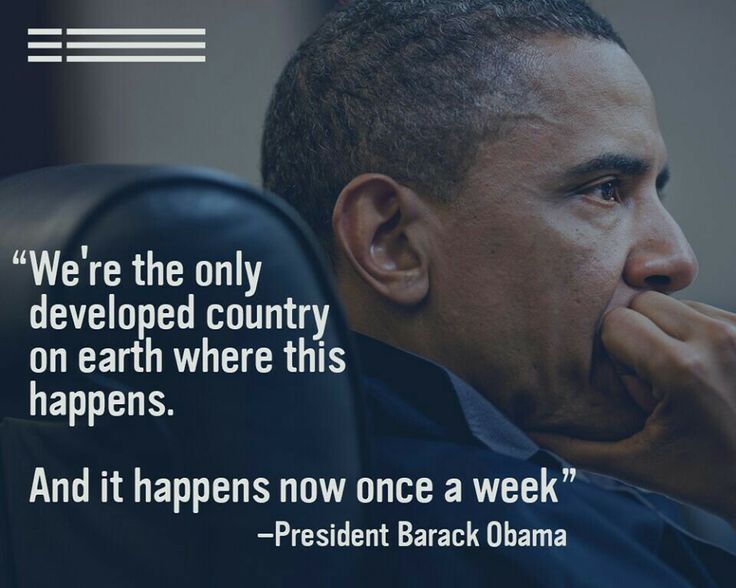 “We're the only
developed country
on earth where this
happens.
And it happens now once a week”
–President Barack Obama